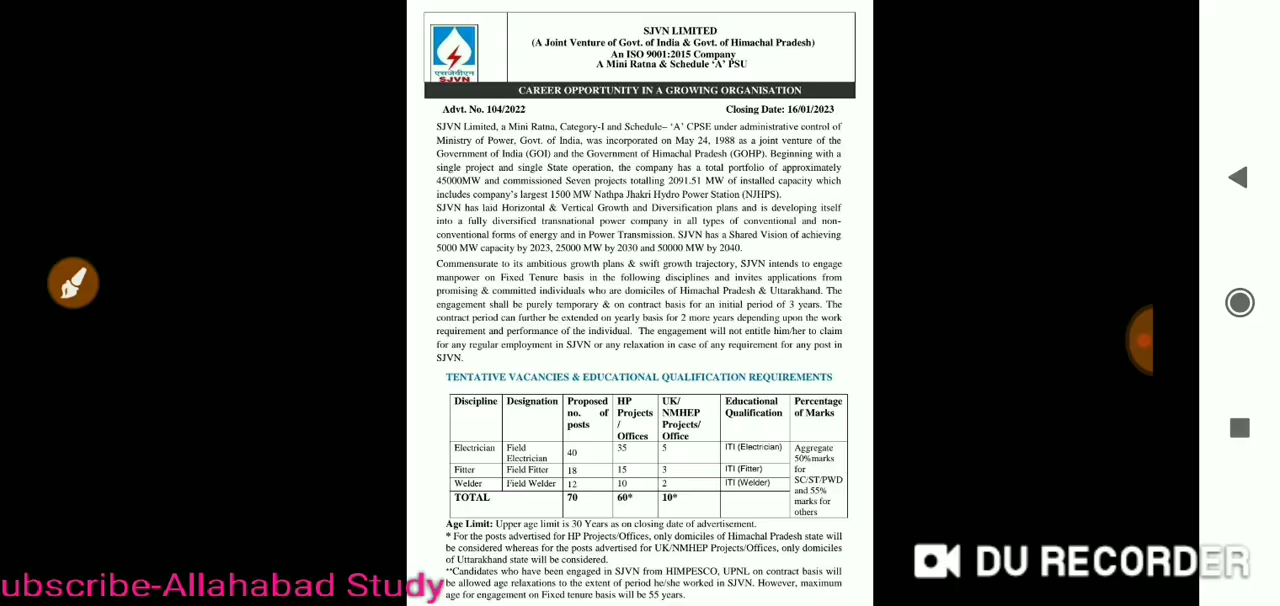 SJVN LIMITED
(A Joint Venture of Govt. of India & Govt. of Himachal Pradesh)
An ISO 9001:2015 Company
A Mini Ratna & Schedule ‘A’ PSU
एसजेवीएन
SJVN
CAREER OPPORTUNITY IN A GROWING ORGANISATION
Advt. No. 104/2022 Closing Date: 16/01/2023
SJVN Limited, a Mini Ratna, Category-I and Schedule– ‘A’ CPSE under administrative control of
Ministry of Power, Govt. of India, was incorporated on May 24, 1988 as a joint venture of the
Government of India (GOI) and the Government of Himachal Pradesh (GOHP). Beginning with a
single project and single State operation, the company has a total portfolio of approximately
45000MW and commissioned Seven projects totalling 2091.51 MW of installed capacity which
includes company’s largest 1500 MW Nathpa Jhakri Hydro Power Station (NJHPS).
SJVN has laid Horizontal & Vertical Growth and Diversification plans and is developing itself
into a fully diversified transnational power company in all types of conventional and non-
conventional forms of energy and in Power Transmission. SJVN has a Shared Vision of achieving
5000 MW capacity by 2023, 25000 MW by 2030 and 50000 MW by 2040.
Commensurate to its ambitious growth plans & swift growth trajectory, SJVN intends to engage
manpower on Fixed Tenure basis in the following disciplines and invites applications from
promising & committed individuals who are domiciles of Himachal Pradesh & Uttarakhand. The
engagement shall be purely temporary & on contract basis for an initial period of 3 years. The
contract period can further be extended on yearly basis for 2 more years depending upon the work
requirement and performance of the individual. The engagement will not entitle him/her to claim
for any regular employment in SJVN or any relaxation in case of any requirement for any post in
SJVN.
TENTATIVE VACANCIES & EDUCATIONAL QUALIFICATION REQUIREMENTS
Discipline Designation Proposed no. of posts HP Projects / Offices UK/ NMHEP Projects/ Office Educational Qualification Percentage of Marks
Electrician Field Electrician 40 35 5 ITI (Electrician) Aggregate 50%marks for SC/ST/PWD and 55% marks for others
Fitter Field Fitter 18 15 3 ITI (Fitter)
Welder Field Welder 12 10 2 ITI (Welder)
TOTAL 70 60* 10*
Age Limit: Upper age limit is 30 Years as on closing date of advertisement.
* For the posts advertised for HP Projects/Offices, only domiciles of Himachal Pradesh state will
be considered whereas for the posts advertised for UK/NMHEP Projects/Offices, only domiciles
of Uttarakhand state will be considered.
**Candidates who have been engaged in SJVN from HIMPESCO, UPNL on contract basis will
be allowed age relaxations to the extent of period he/she worked in SJVN. However, maximum
age for engagement on Fixed tenure basis will be 55 years.
ubscribe-Allahabad Study
DU RECORDER